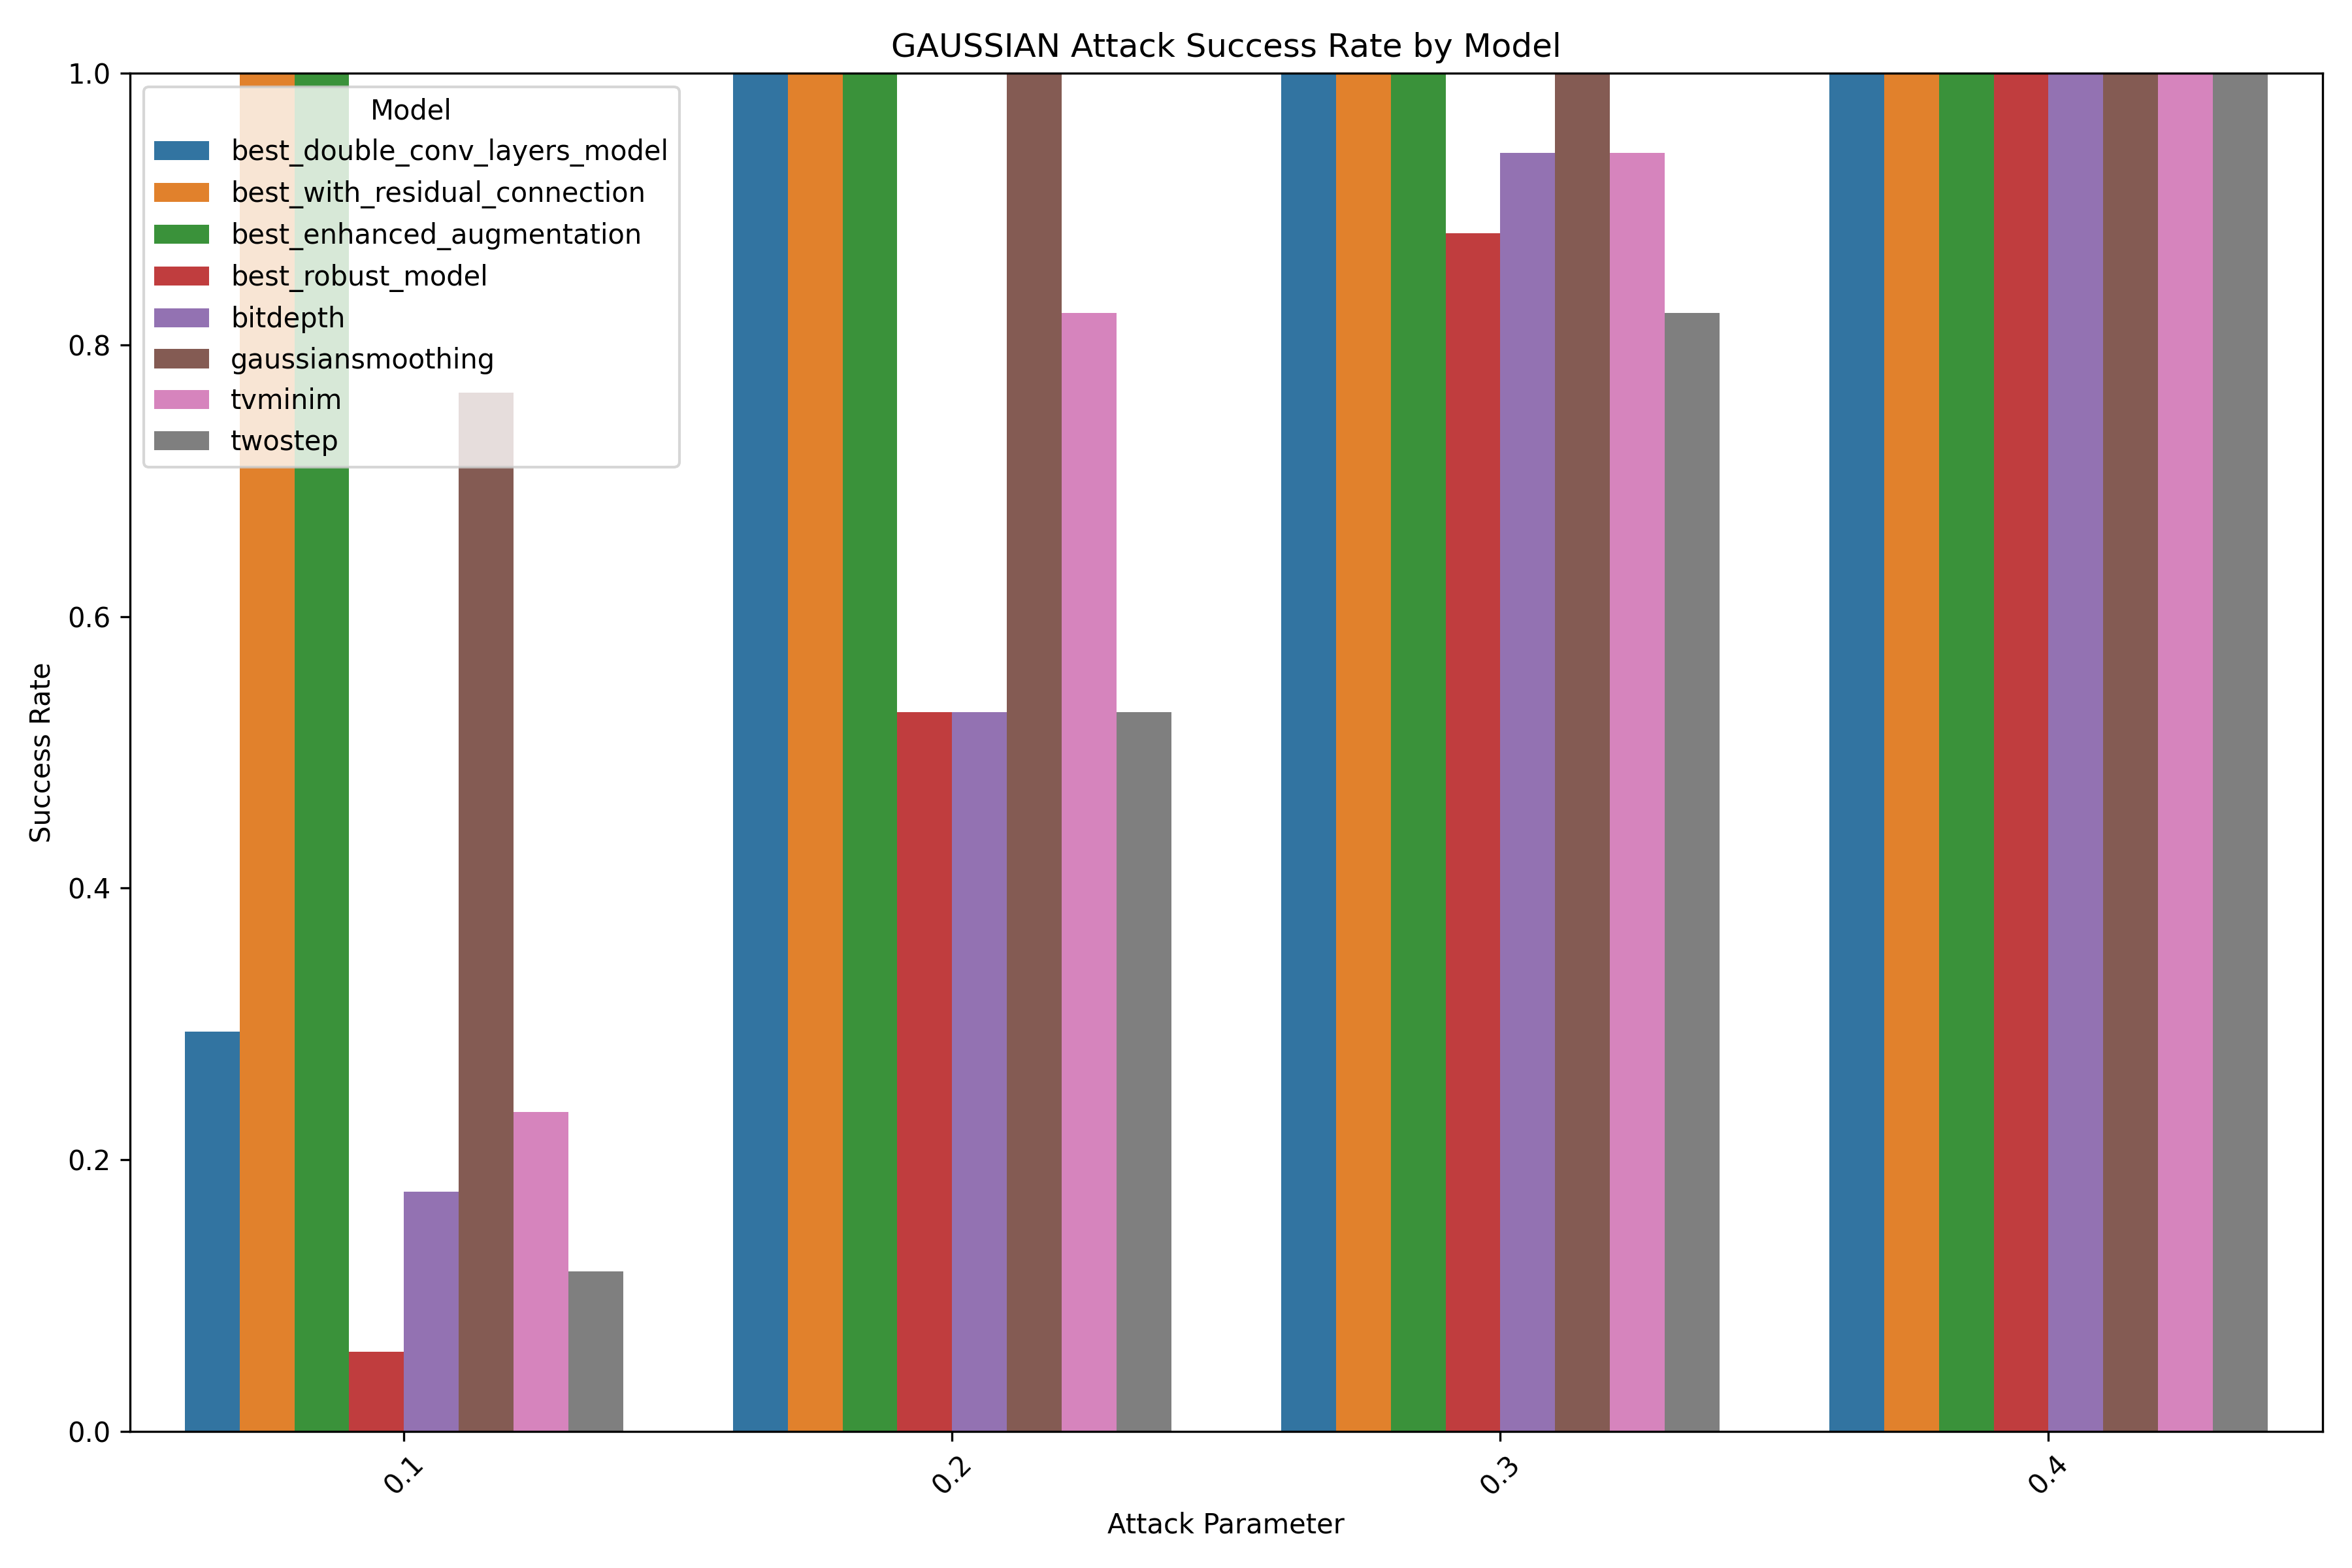 GAUSSIAN Attack Success Rate by Model
1.0
0.8
0.6
0.4
0.2
0.0
Success Rate
Model
best_double_conv_layers_model
best_with_residual_connection
best_enhanced_augmentation
best_robust_model
bitdepth
gaussiansmoothing
tvminim
twostep
0.1
0.2
0.3
0.4
Attack Parameter